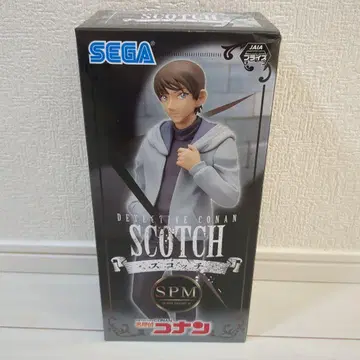 SEGA
JAIA
プライズ
DETECTIVE CONAN
SCOTCH
スコッチ
SPM
名探偵コナン